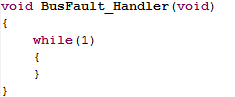 void BusFault_Handler(void)
{
    while(1)
    {
    }
}